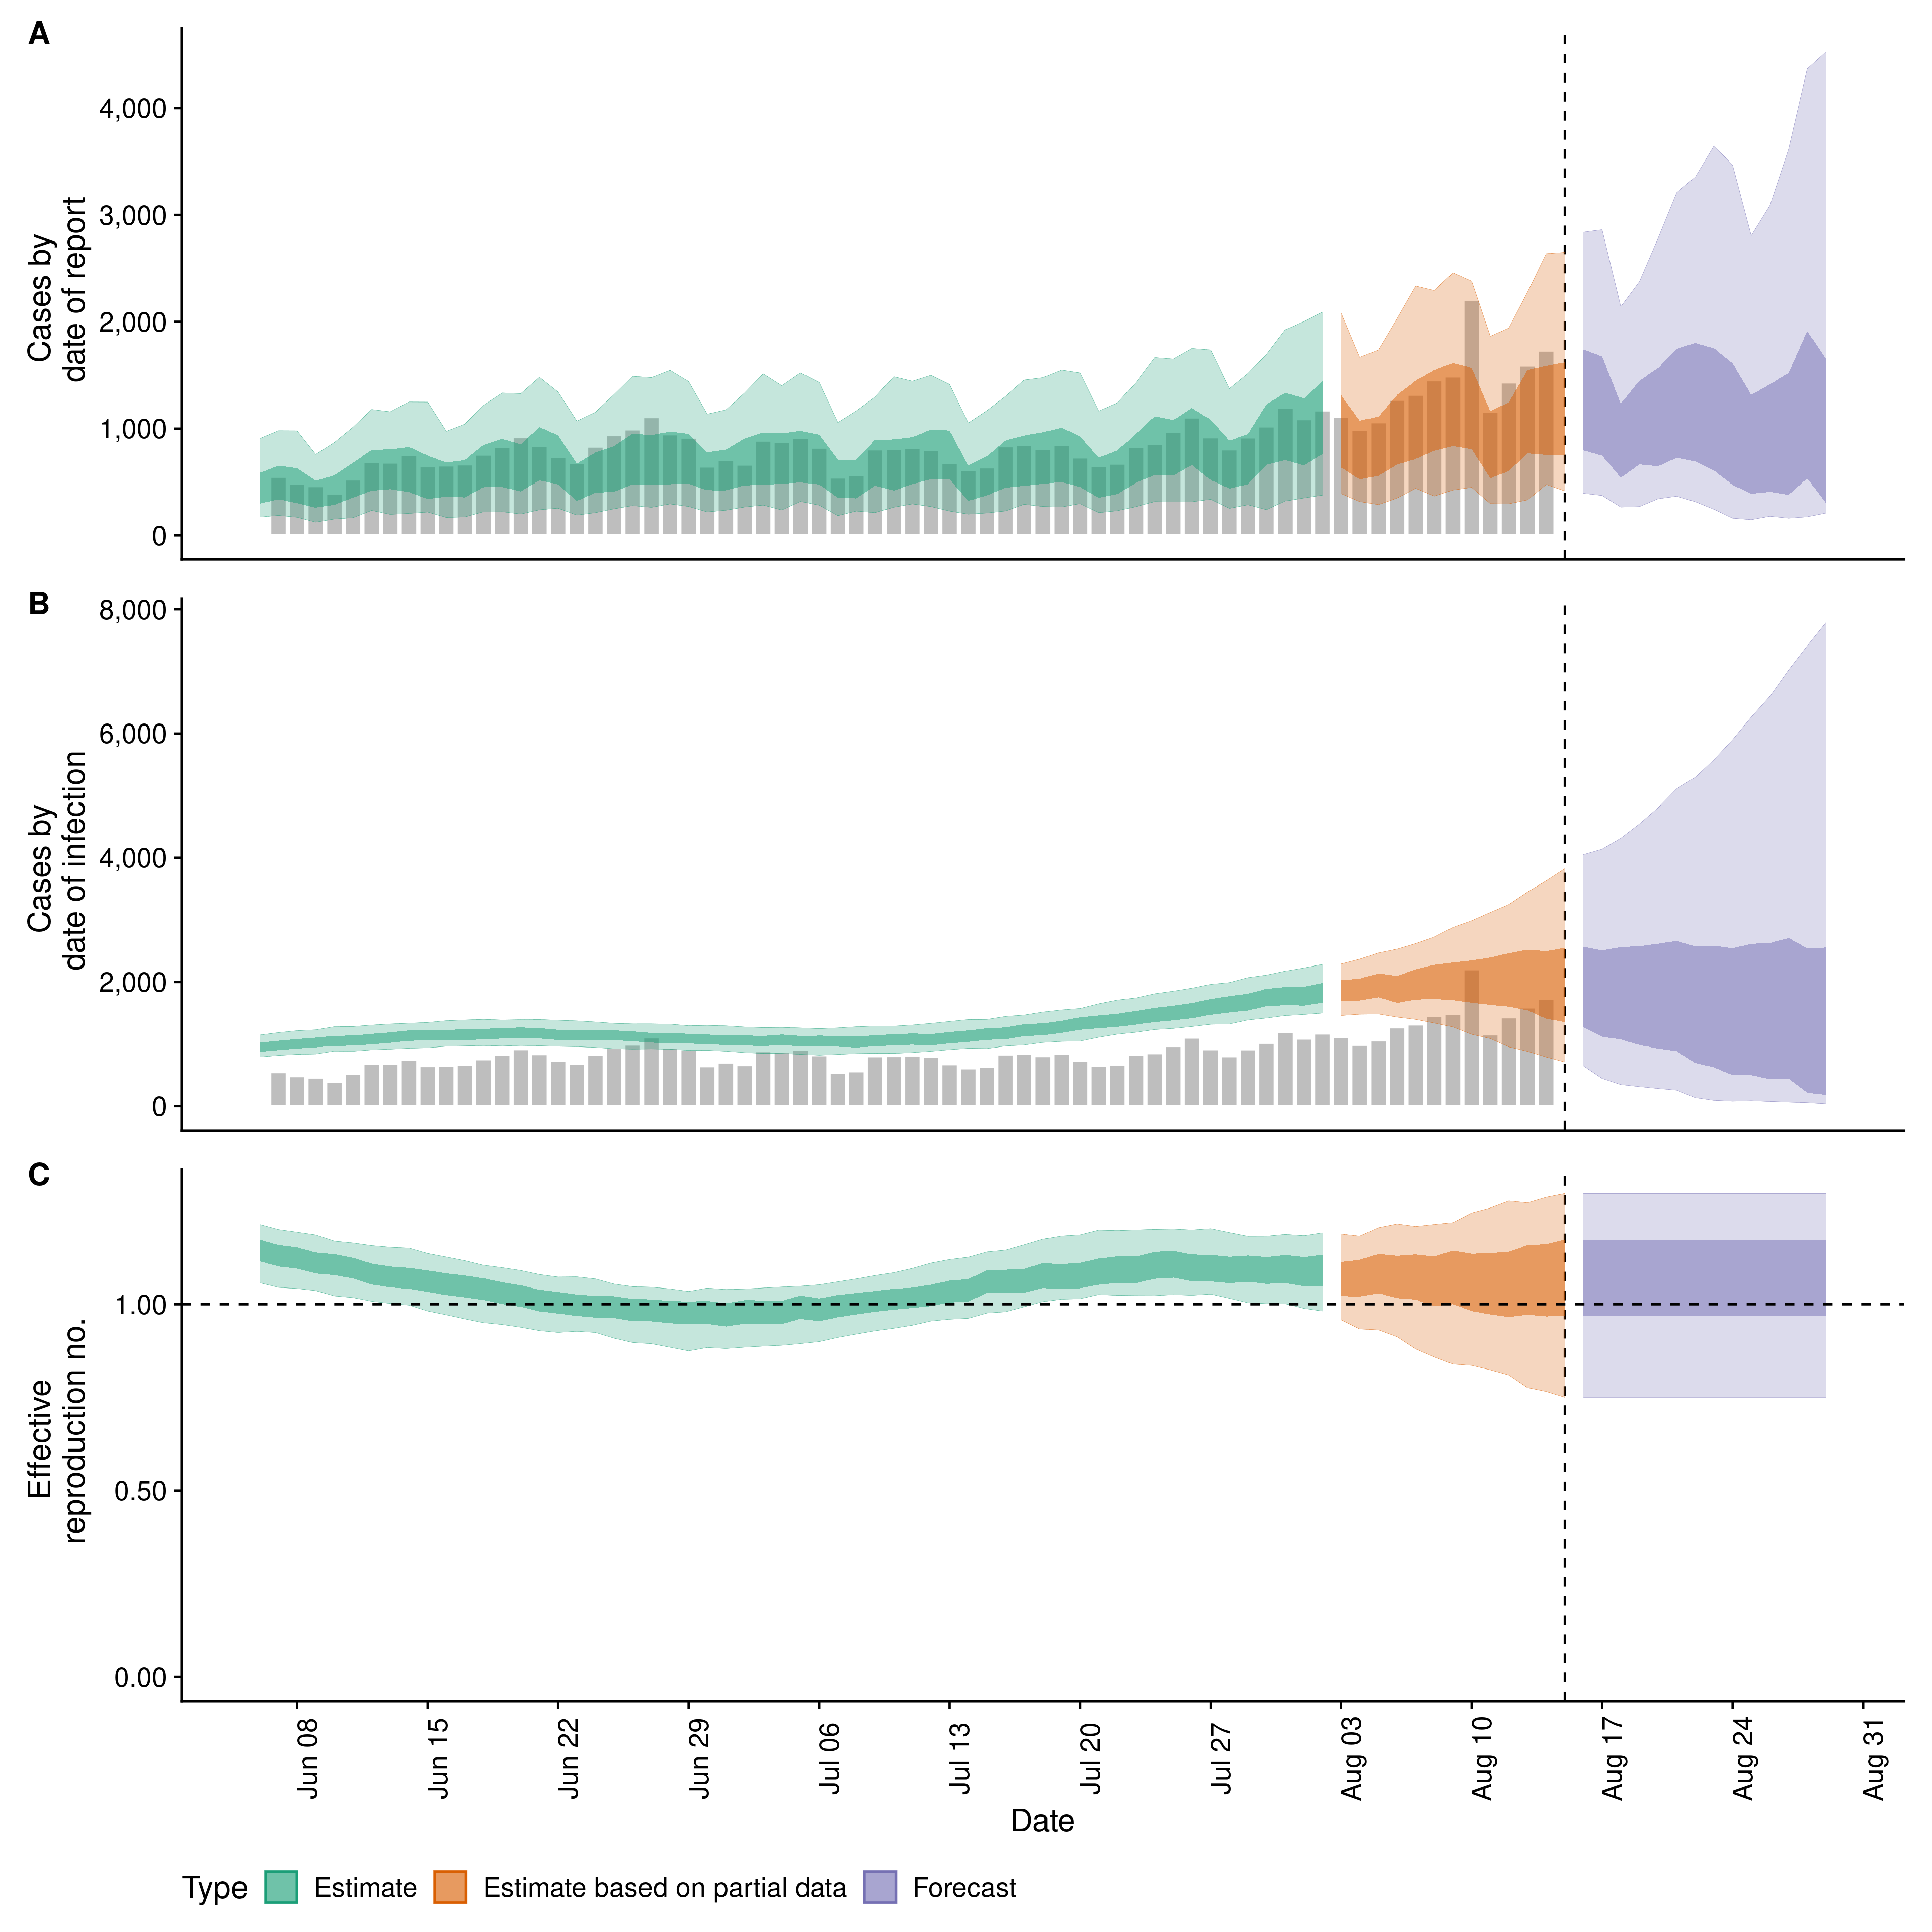 A
Cases by
date of report
4,000
3,000
2,000
1,000
0
B
Cases by
date of infection
8,000
6,000
4,000
2,000
0
C
Effective
reproduction no.
1.00
0.50
0.00
Jun 08
Jun 15
Jun 22
Jun 29
Jul 06
Jul 13
Jul 20
Jul 27
Aug 03
Aug 10
Aug 17
Aug 24
Aug 31
Date
Type Estimate Estimate based on partial data Forecast